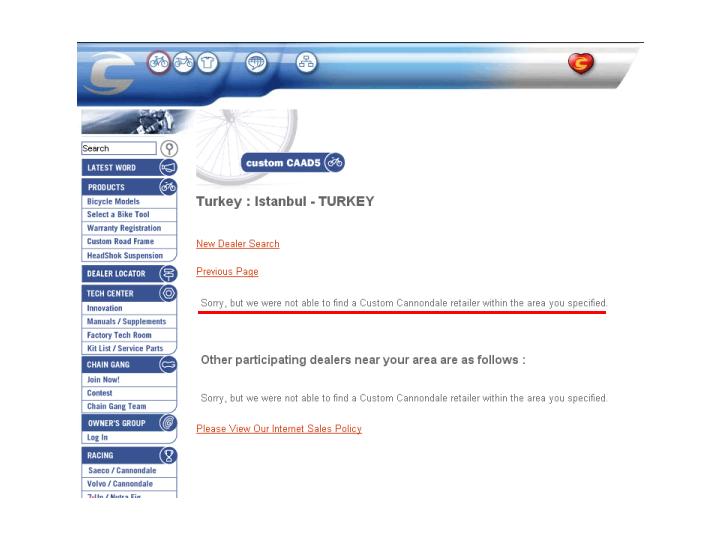 Search
LATEST WORD
PRODUCTS
Bicycle Models
Select a Bike Tool
Warranty Registration
Custom Road Frame
HeadShok Suspension
DEALER LOCATOR
TECH CENTER
Innovation
Manuals / Supplements
Factory Tech Room
Kit List / Service Parts
CHAIN GANG
Join Now!
Contest
Chain Gang Team
OWNER'S GROUP
Log In
RACING
Saeco / Cannondale
Volvo / Cannondale
custom CAAD5
Turkey : Istanbul - TURKEY
New Dealer Search
Previous Page
Sorry, but we were not able to find a Custom Cannondale retailer within the area you specified.
Other participating dealers near your area are as follows :
Sorry, but we were not able to find a Custom Cannondale retailer within the area you specified.
Please View Our Internet Sales Policy